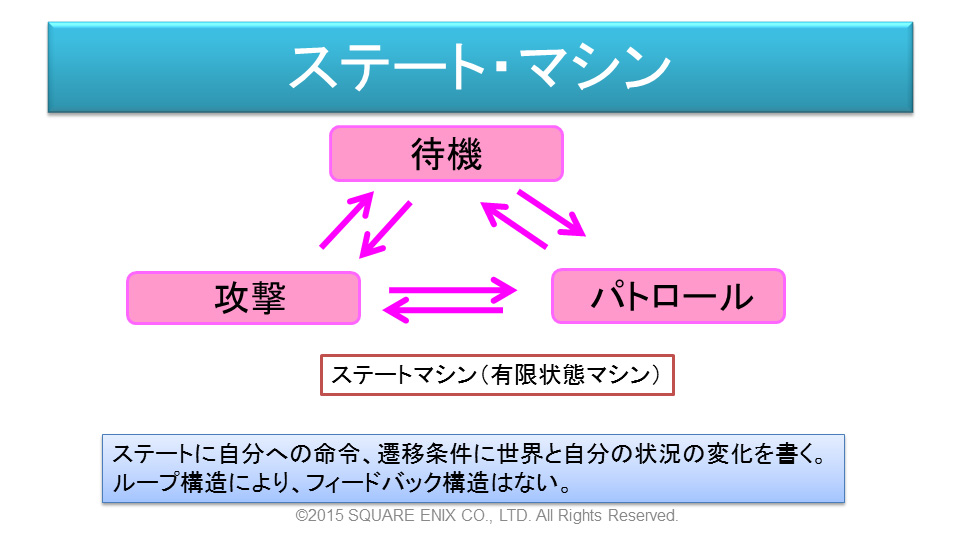 ステート・マシン
待機
攻撃
パトロール
ステートマシン（有限状態マシン）
ステートに自分への命令、遷移条件に世界と自分の状況の変化を書く。
ループ構造により、フィードバック構造はない。
©2015 SQUARE ENIX CO., LTD. All Rights Reserved.